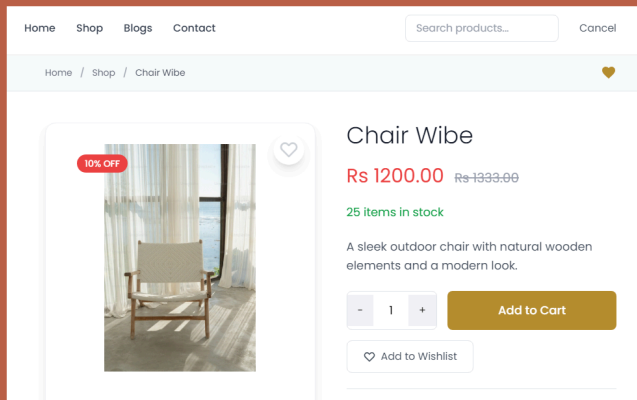 Home Shop Blogs Contact Search products... Cancel
Home / Shop / Chair Wibe
10% OFF
Chair Wibe
Rs 1200.00 Rs 1333.00
25 items in stock
A sleek outdoor chair with natural wooden
elements and a modern look.
- 1 + Add to Cart
Add to Wishlist